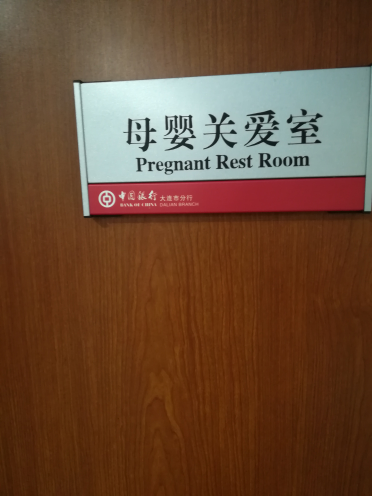 母婴关爱室
Pregnant Rest Room
中国银行 大连市分行
BANK OF CHINA DALIAN BRANCH